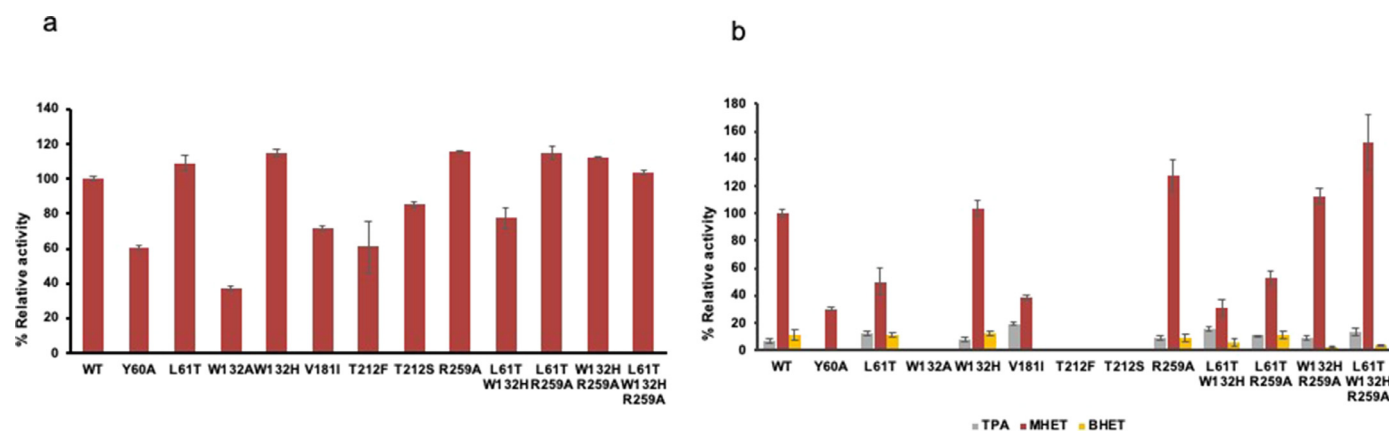 a
% Relative activity
140
120
100
80
60
40
20
0
WT Y60A L61T W132A W132H V181I T212F T212S R259A L61T L61T W132H L61T
W132H R259A R259A W132H
R259A
b
% Relative activity
180
160
140
120
100
80
60
40
20
0
WT Y60A L61T W132A W132H V181I T212F T212S R259A L61T L61T W132H L61T
W132H R259A R259A W132H
R259A
TPA MHET BHET